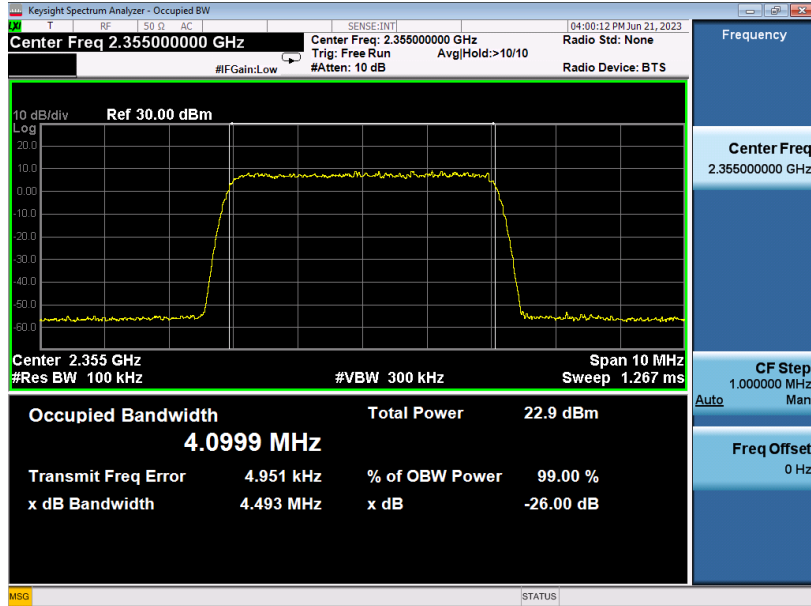 Keysight Spectrum Analyzer - Occupied BW
LXI T RF 50 Ω AC SENSE:INT 04:00:12 PM Jun 21, 2023
Center Freq 2.355000000 GHz
Center Freq: 2.355000000 GHz Radio Std: None
Trig: Free Run Avg|Hold:>10/10
#IFGain:Low #Atten: 10 dB Radio Device: BTS
10 dB/div Ref 30.00 dBm
Log
20.0
10.0
0.00
-10.0
-20.0
-30.0
-40.0
-50.0
-60.0
Center 2.355 GHz Span 10 MHz
#Res BW 100 kHz #VBW 300 kHz Sweep 1.267 ms
Occupied Bandwidth Total Power 22.9 dBm
4.0999 MHz
Transmit Freq Error 4.951 kHz % of OBW Power 99.00 %
x dB Bandwidth 4.493 MHz x dB -26.00 dB
MSG STATUS
Frequency
Center Freq
2.355000000 GHz
CF Step
1.000000 MHz
Auto Man
Freq Offset
0 Hz